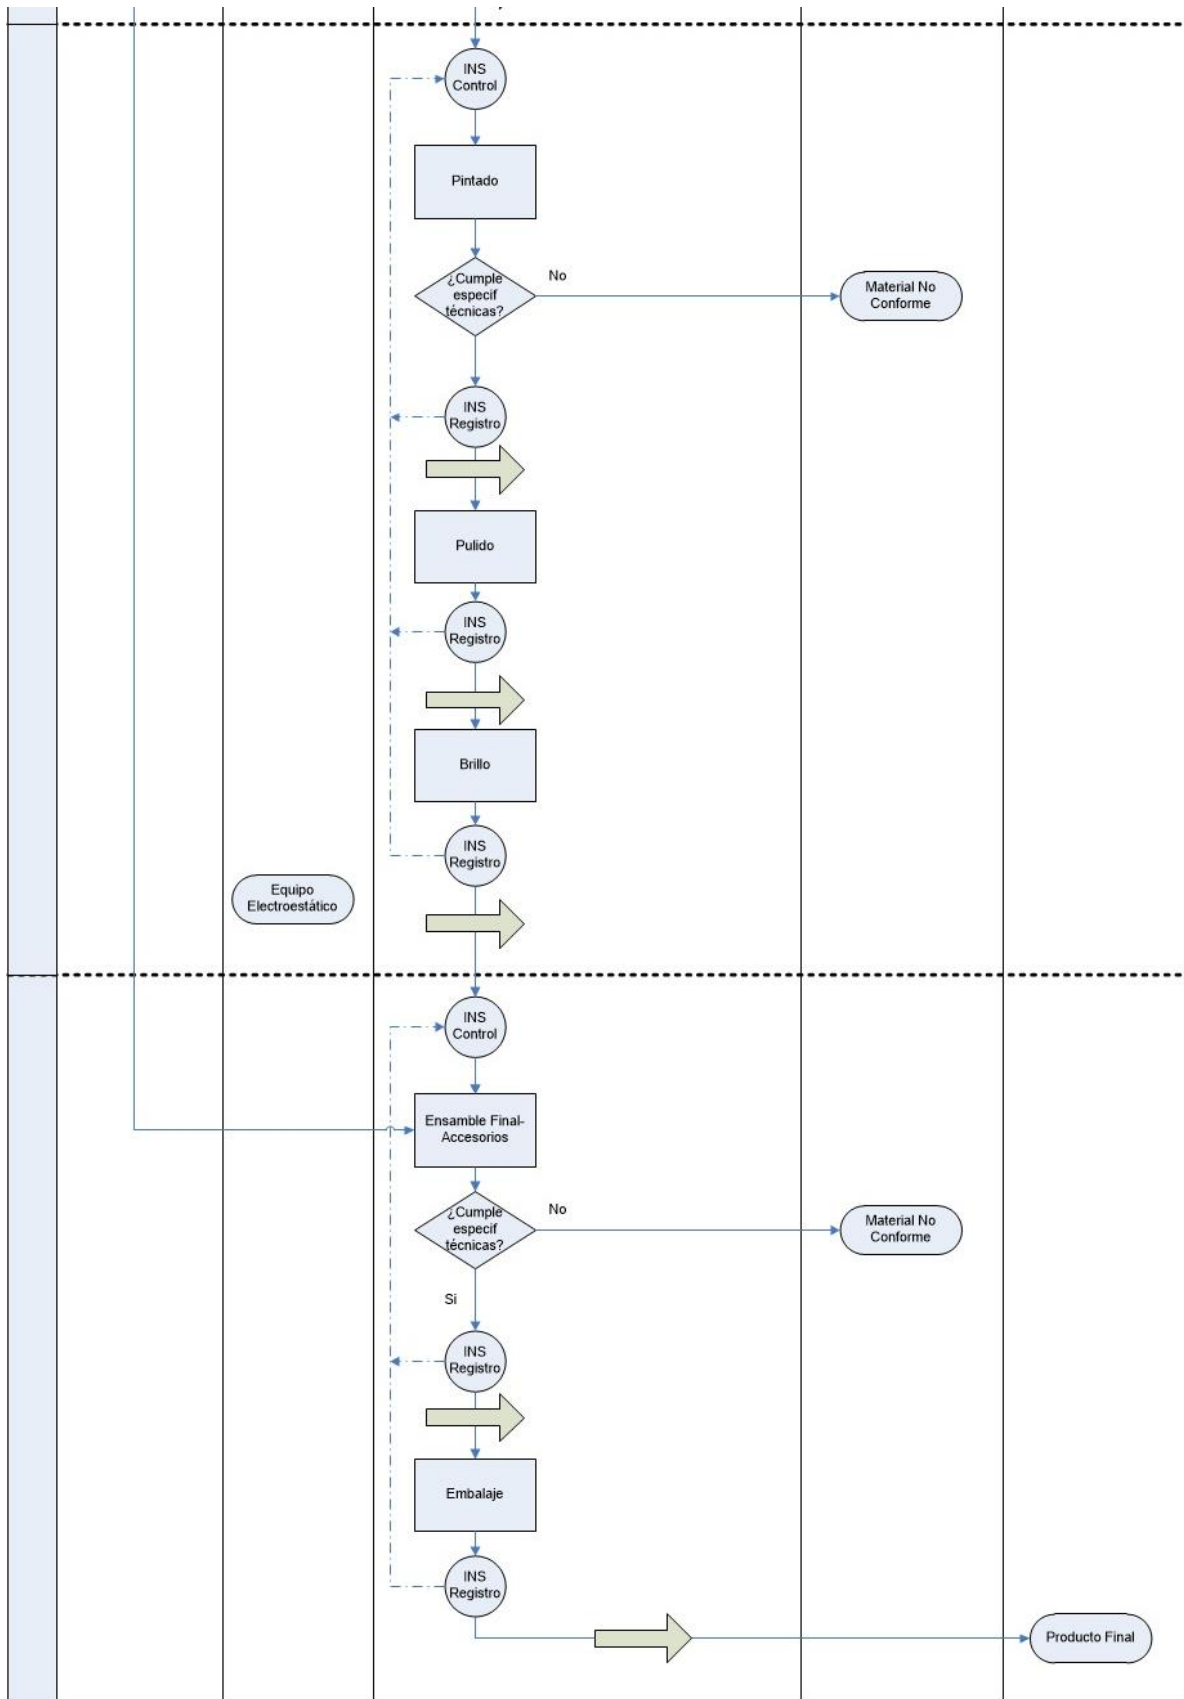 INS
Control
Pintado
¿Cumple
especif
técnicas?
No
Material No
Conforme
INS
Registro
Pulido
INS
Registro
Brillo
INS
Registro
Equipo
Electroestático
INS
Control
Ensamble Final-
Accesorios
¿Cumple
especif
técnicas?
No
Material No
Conforme
Si
INS
Registro
Embalaje
INS
Registro
Producto Final